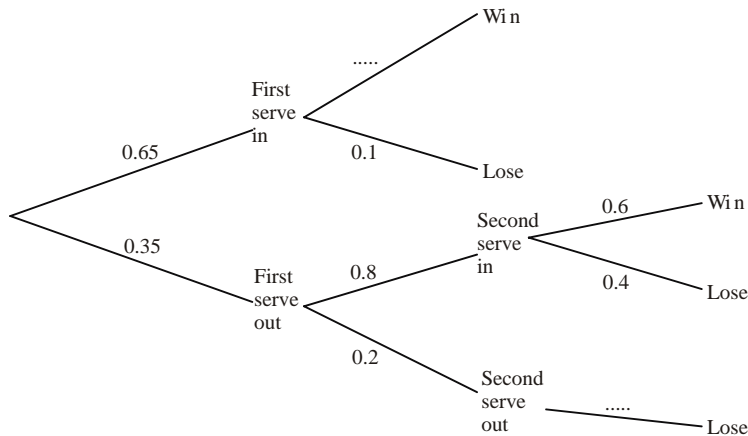 Win
.....
First
serve
in
0.65
0.1
Lose
0.35
First
serve
out
0.8
Second
serve
in
0.6
Win
0.4
Lose
0.2
Second
serve
out
.....
Lose